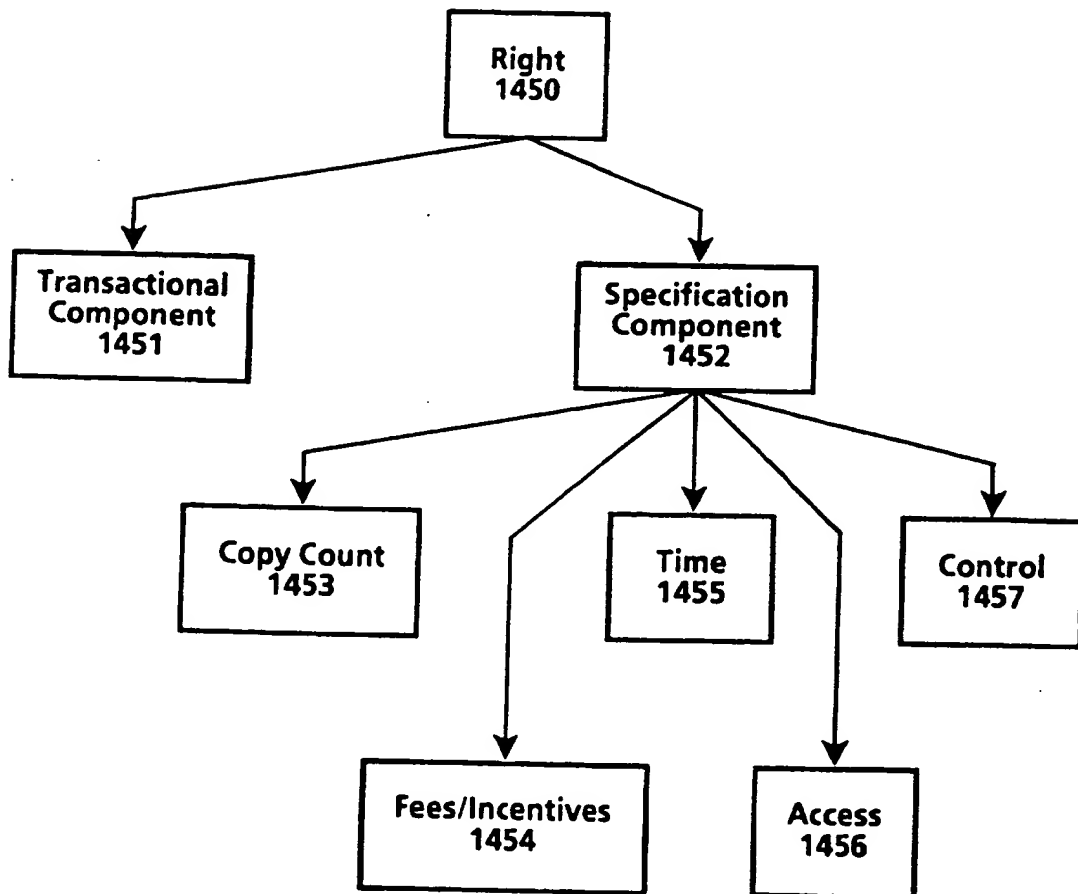 Right
1450
Transactional
Component
1451
Specification
Component
1452
Copy Count
1453
Time
1455
Control
1457
Fees/Incentives
1454
Access
1456